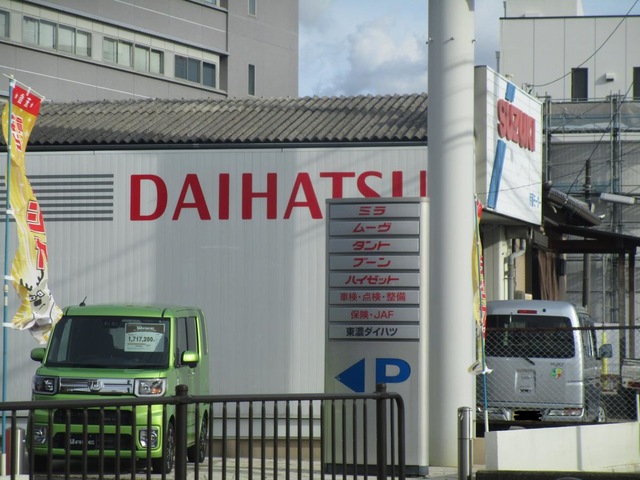 DAIHATSU
SUZUKI
ミラ
ムーヴ
タント
ブーン
ハイゼット
車検・点検・整備
保険・JAF
東濃ダイハツ
P
1,717,200